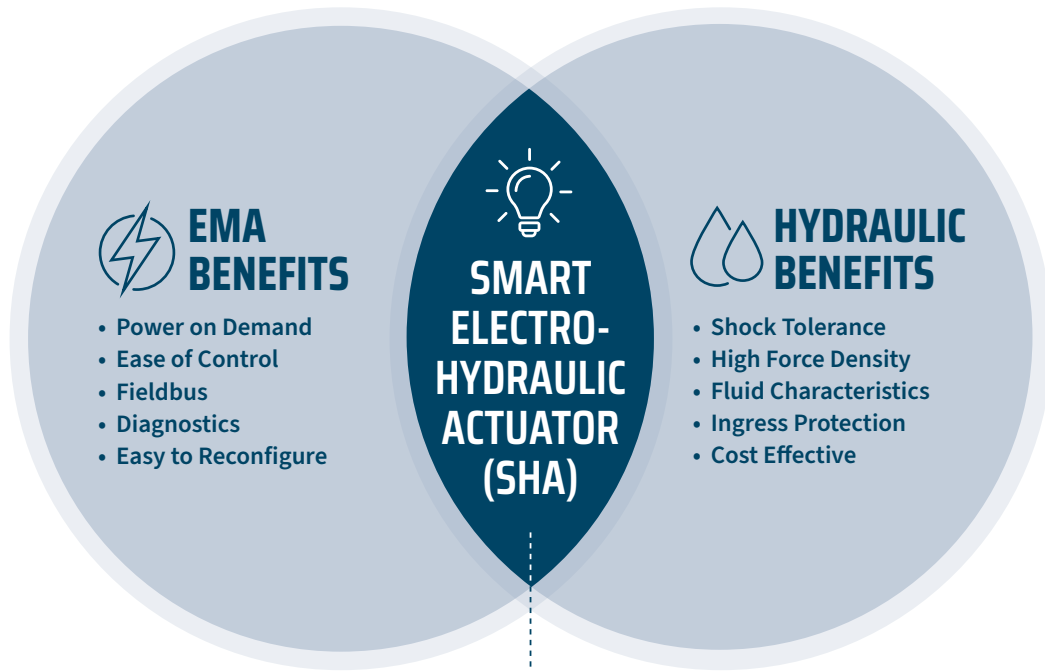 EMA
BENEFITS
• Power on Demand
• Ease of Control
• Fieldbus
• Diagnostics
• Easy to Reconfigure
SMART
ELECTRO-
HYDRAULIC
ACTUATOR
(SHA)
HYDRAULIC
BENEFITS
• Shock Tolerance
• High Force Density
• Fluid Characteristics
• Ingress Protection
• Cost Effective